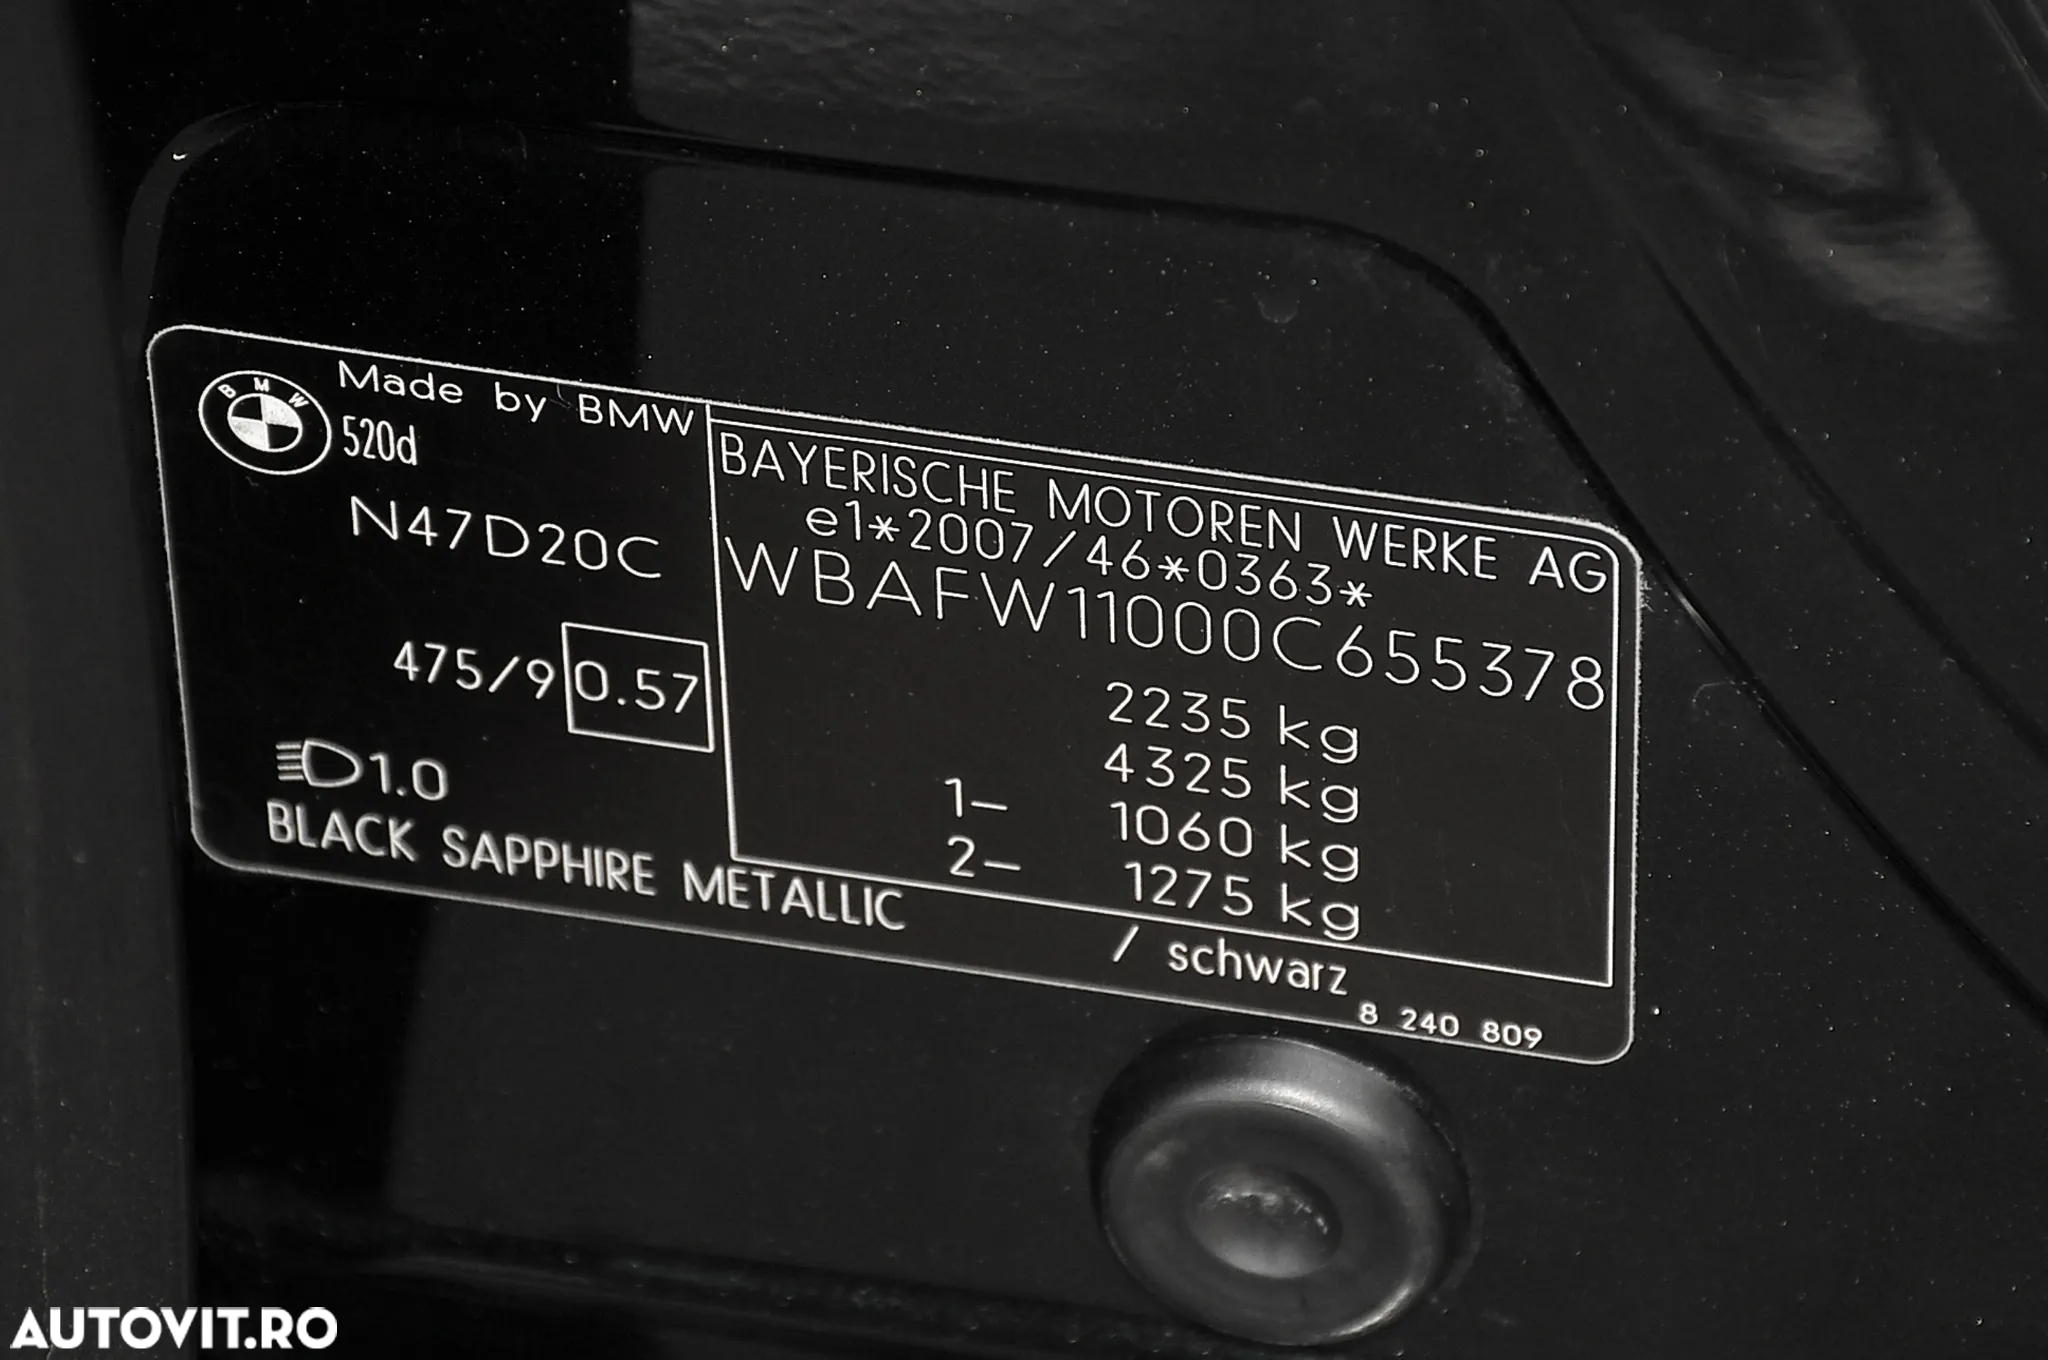 Made by BMW
B M W
520d
N47D20C
475/9 0.57
1.0
BLACK SAPPHIRE METALLIC / schwarz
BAYERISCHE MOTOREN WERKE AG
e1*2007/46*0363*
WBAFW11000C655378
2235 kg
4325 kg
1- 1060 kg
2- 1275 kg
8 240 809
AUTOVIT.RO